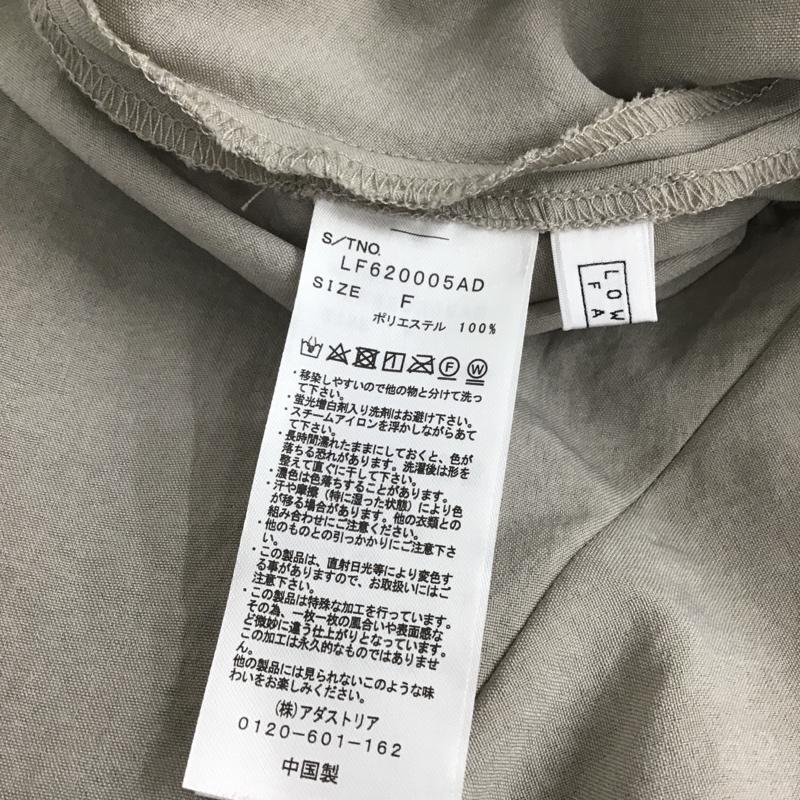 S/TNO.
LF620005AD
SIZE F
ポリエステル 100%
・移染しやすいので他の物と分けて洗っ
て下さい。
・蛍光増白剤入り洗剤はお避け下さい。
・スチームアイロンを浮かしながらあて
て下さい。
・長時間濡れたままにしておくと、色が
落ちる恐れがあります。洗濯後は形を
整えて直ぐに干して下さい。
・濃色は色落ちすることがあります。
・汗や摩擦（特に湿った状態）により色
が移る場合があります。他の衣類との
組み合わせにご注意ください。
・他のものとの引っかかりにご注意下さ
い。
・この製品は、直射日光等により変色す
る事がありますので、お取扱いにはご
注意下さい。
・この製品は特殊な加工を行っています。
その為、一枚一枚の風合いや表面感な
ど微妙に違う仕上がりとなっています。
この加工は永久的なものではありませ
ん。
他の製品には見られないこのような味
わいをお楽しみください。
(株)アダストリア
0120-601-162
中国製
LOW
F A